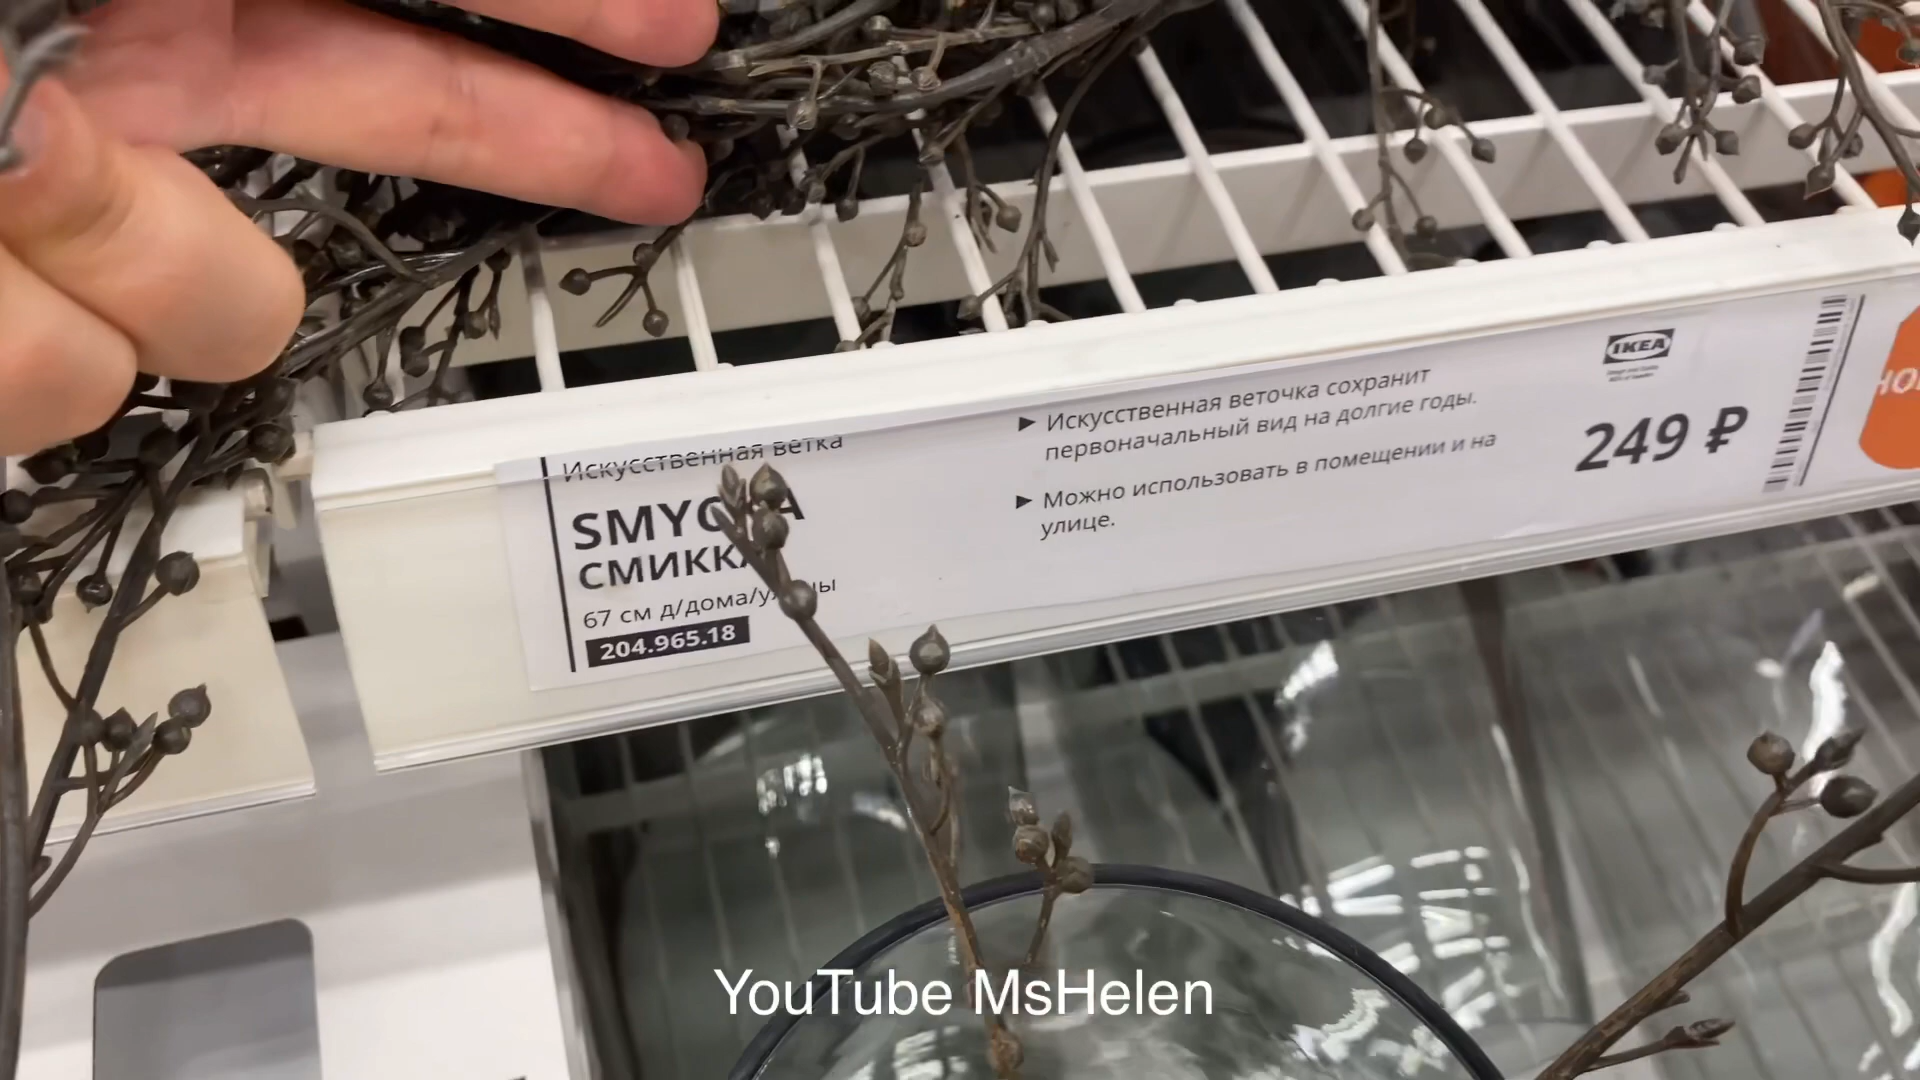 Искусственная ветка
СМИККА
67 см д/дома/улицы
204.965.18
► Искусственная веточка сохранит
первоначальный вид на долгие годы.
► Можно использовать в помещении и на
улице.
IKEA
249 ₽
YouTube MsHelen